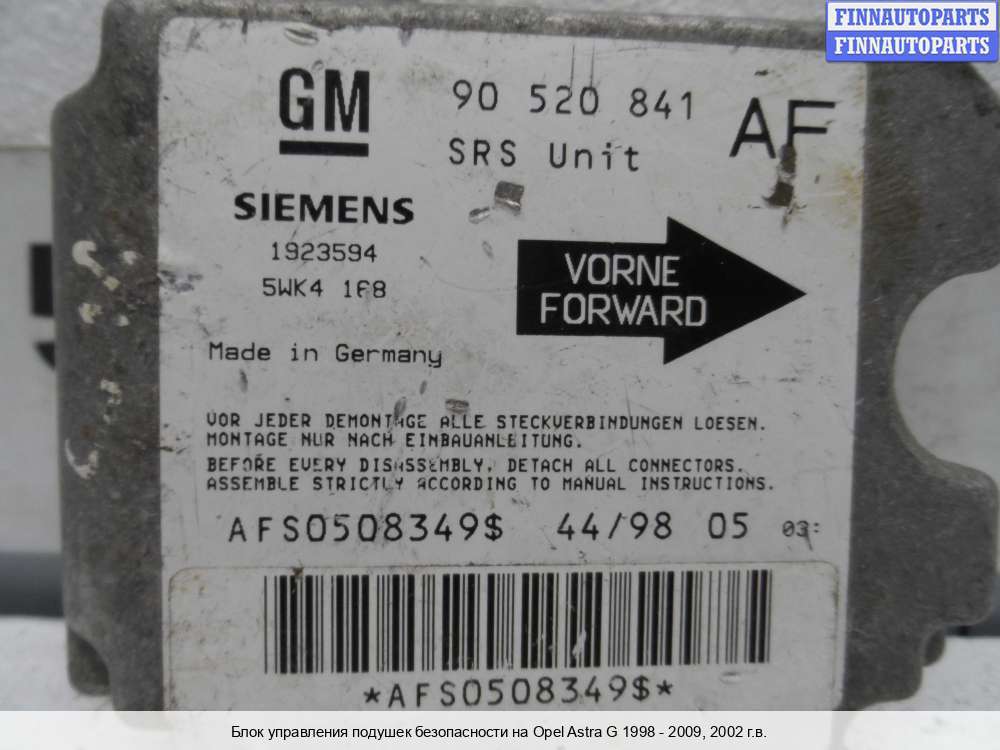 FINNAUTOPARTS
FINNAUTOPARTS
GM
90 520 841
AF
SRS Unit
SIEMENS
1923594
5WK4 168
VORNE
FORWARD
Made in Germany
VOR JEDER DEMONTAGE ALLE STECKVERBINDUNGEN LOESEN.
MONTAGE NUR NACH EINBAUANLEITUNG.
BEFORE EVERY DISASSEMBLY, DETACH ALL CONNECTORS.
ASSEMBLE STRICTLY ACCORDING TO MANUAL INSTRUCTIONS.
AFS0508349$ 44/98 05 03:
*AFS0508349$*
Блок управления подушек безопасности на Opel Astra G 1998 - 2009, 2002 г.в.